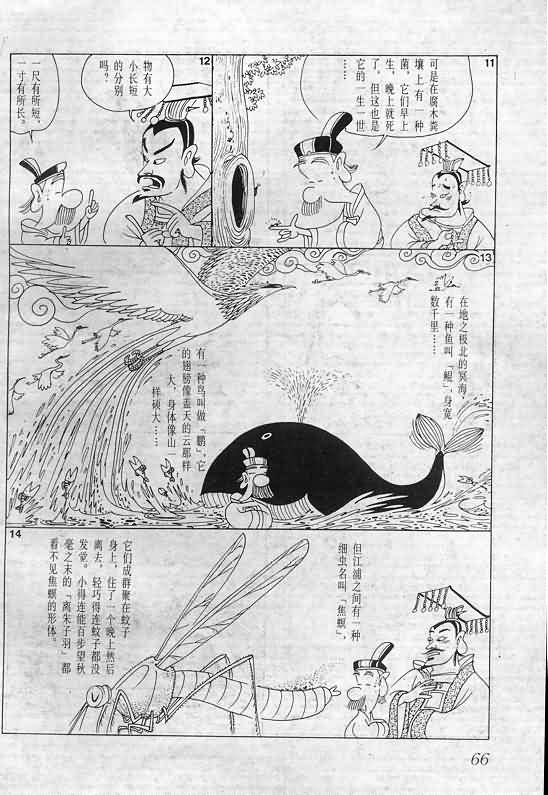 11
可是在腐木粪
壤上有一种
菌，它们早上
生，晚上就死
了。但这也是
它的一生一世
……
12
物有大
小长短
的分别
吗？
一尺有所短，
一寸有所长。
13
在地之极北的冥海，
有一种鱼叫「鲲」，身宽
数千里……
有一种鸟叫做「鹏」，它
的翅膀像盖天的云那样
大，身体像山一
样硕大……
但江浦之间有一种
细虫名叫「焦螟」，
14
它们成群聚在蚊子
身上，住了一个晚上然后
离去，轻巧得连蚊子都没
发觉。小得连能百步望秋
毫之末的「离朱子羽」都
看不见焦螟的形体。
66